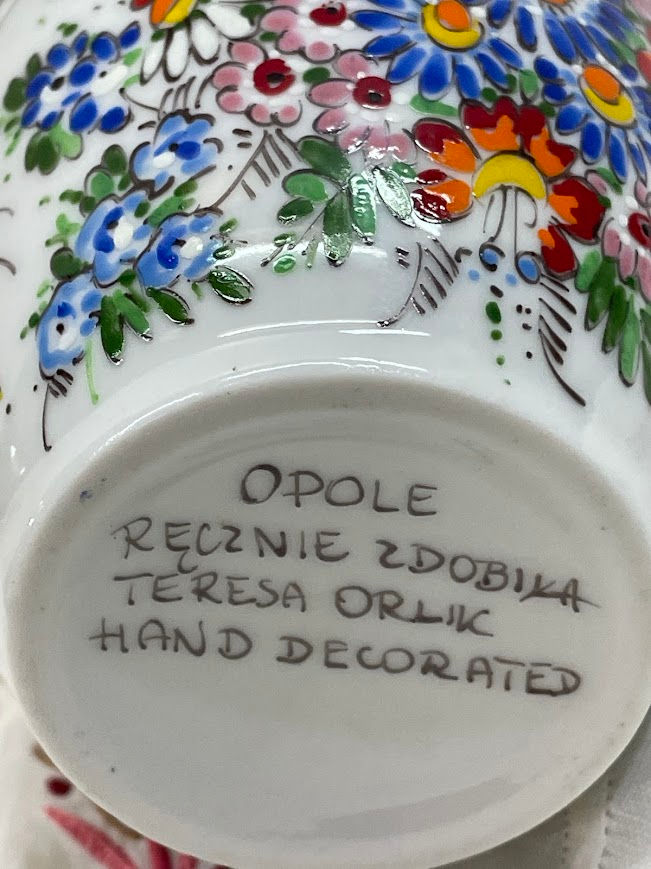 OPOLE
RĘCZNIE ZDOBIŁA
TERESA ORLIK
HAND DECORATED